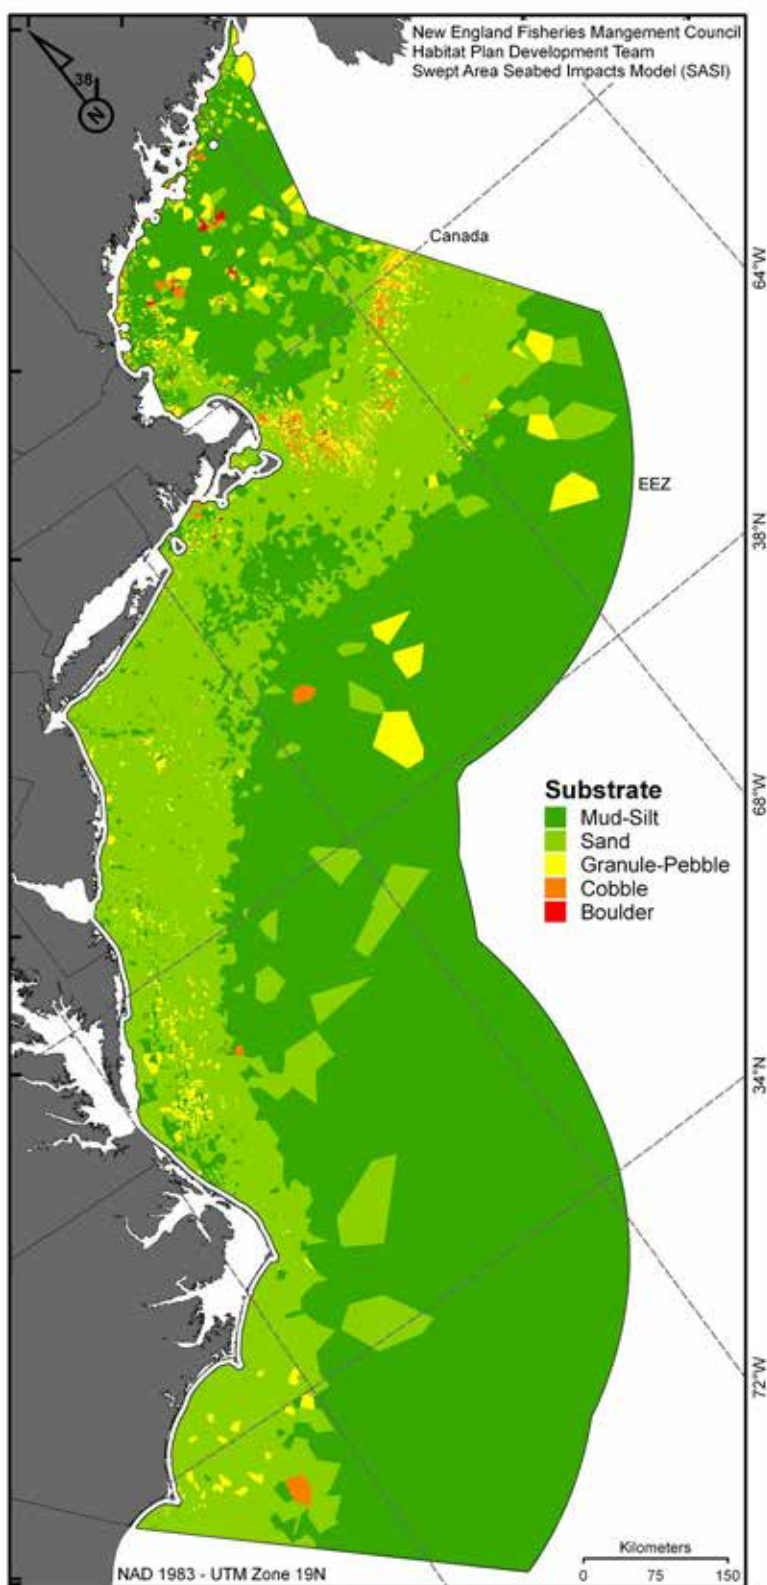 New England Fisheries Mangement Council
Habitat Plan Development Team
Swept Area Seabed Impacts Model (SASI)
38
N
Canada
64°W
EEZ
38°N
68°W
Substrate
Mud-Silt
Sand
Granule-Pebble
Cobble
Boulder
34°N
72°W
Kilometers
0 75 150
NAD 1983 - UTM Zone 19N